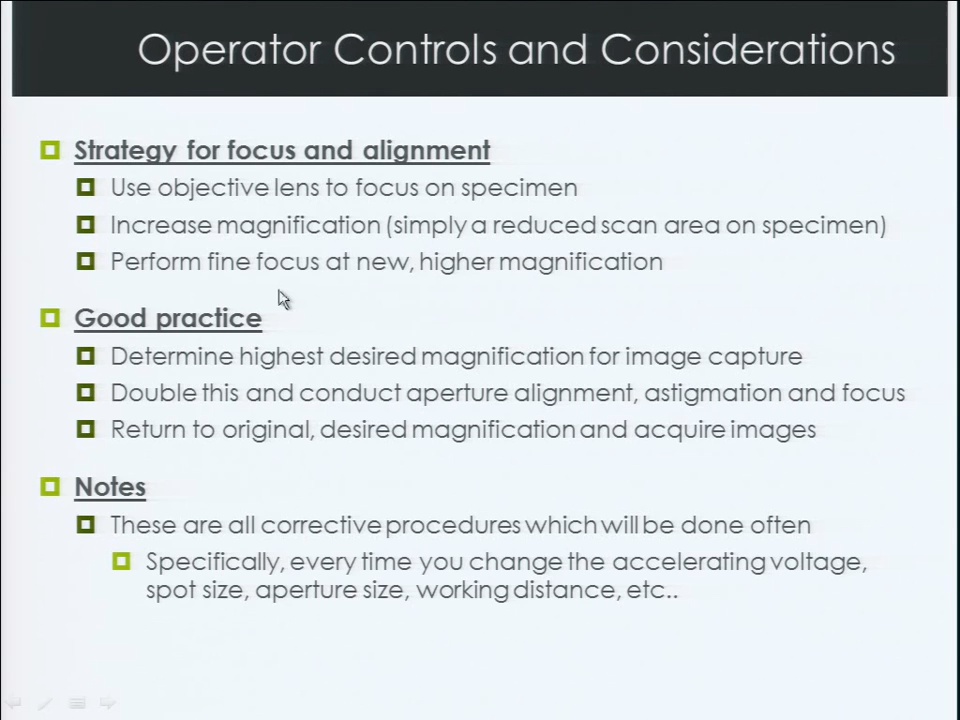 Operator Controls and Considerations
Strategy for focus and alignment
Use objective lens to focus on specimen
Increase magnification (simply a reduced scan area on specimen)
Perform fine focus at new, higher magnification
Good practice
Determine highest desired magnification for image capture
Double this and conduct aperture alignment, astigmation and focus
Return to original, desired magnification and acquire images
Notes
These are all corrective procedures which will be done often
Specifically, every time you change the accelerating voltage,
spot size, aperture size, working distance, etc..